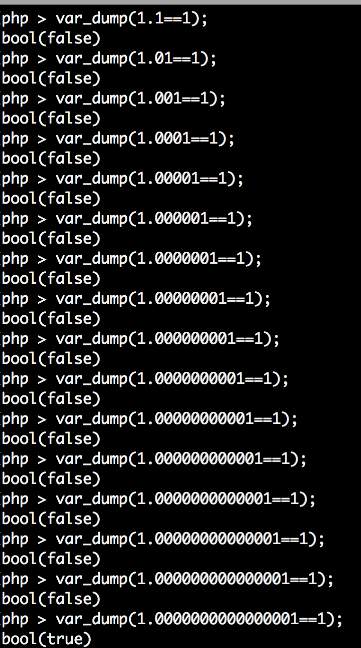 php > var_dump(1.1==1);
bool(false)
php > var_dump(1.01==1);
bool(false)
php > var_dump(1.001==1);
bool(false)
php > var_dump(1.0001==1);
bool(false)
php > var_dump(1.00001==1);
bool(false)
php > var_dump(1.000001==1);
bool(false)
php > var_dump(1.0000001==1);
bool(false)
php > var_dump(1.00000001==1);
bool(false)
php > var_dump(1.000000001==1);
bool(false)
php > var_dump(1.0000000001==1);
bool(false)
php > var_dump(1.00000000001==1);
bool(false)
php > var_dump(1.000000000001==1);
bool(false)
php > var_dump(1.0000000000001==1);
bool(false)
php > var_dump(1.00000000000001==1);
bool(false)
php > var_dump(1.000000000000001==1);
bool(false)
php > var_dump(1.0000000000000001==1);
bool(true)